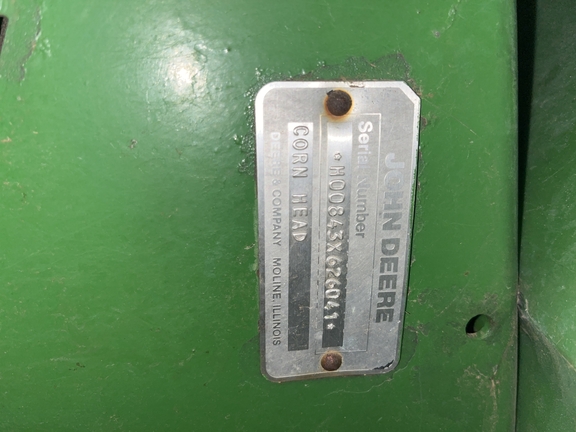 JOHN DEERE
Serial Number
*H00843X626041*
CORN HEAD
DEERE & COMPANY MOLINE, ILLINOIS